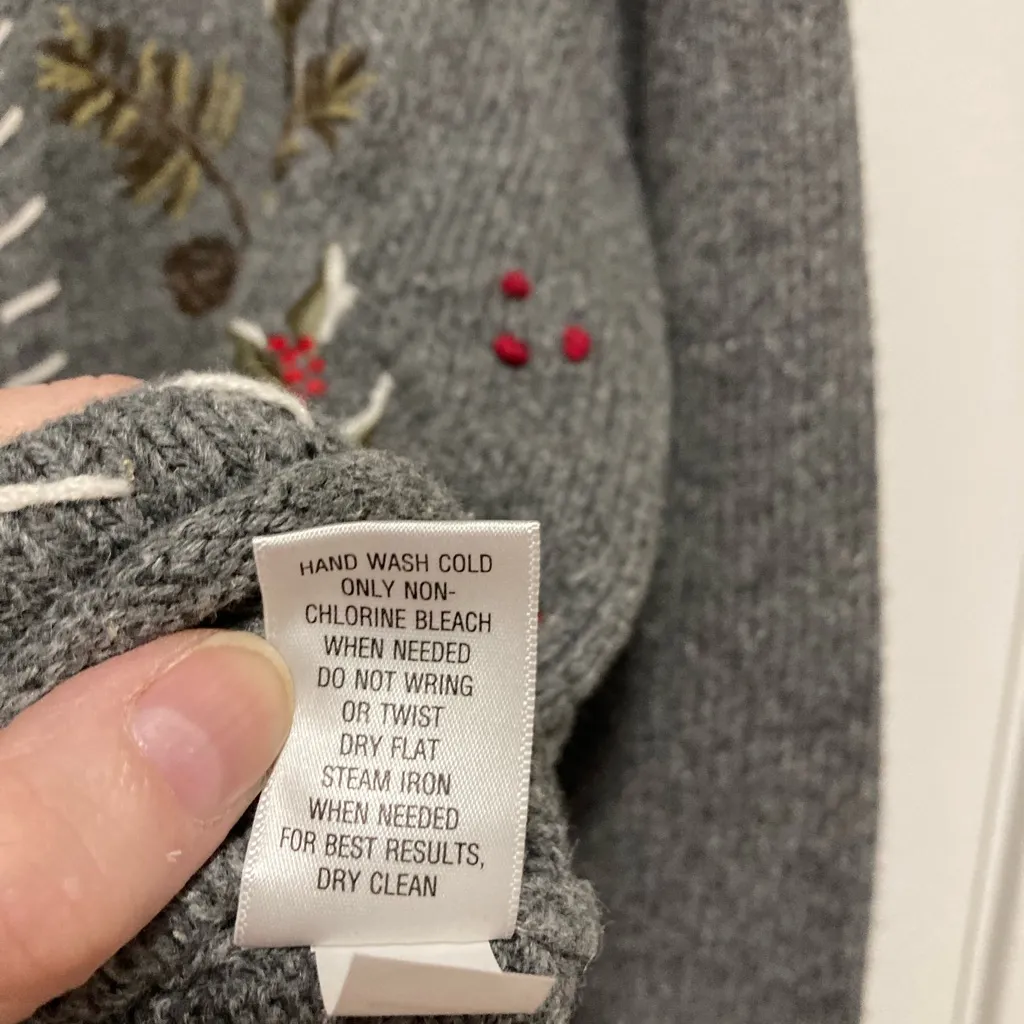 HAND WASH COLD
ONLY NON-
CHLORINE BLEACH
WHEN NEEDED
DO NOT WRING
OR TWIST
DRY FLAT
STEAM IRON
WHEN NEEDED
FOR BEST RESULTS,
DRY CLEAN